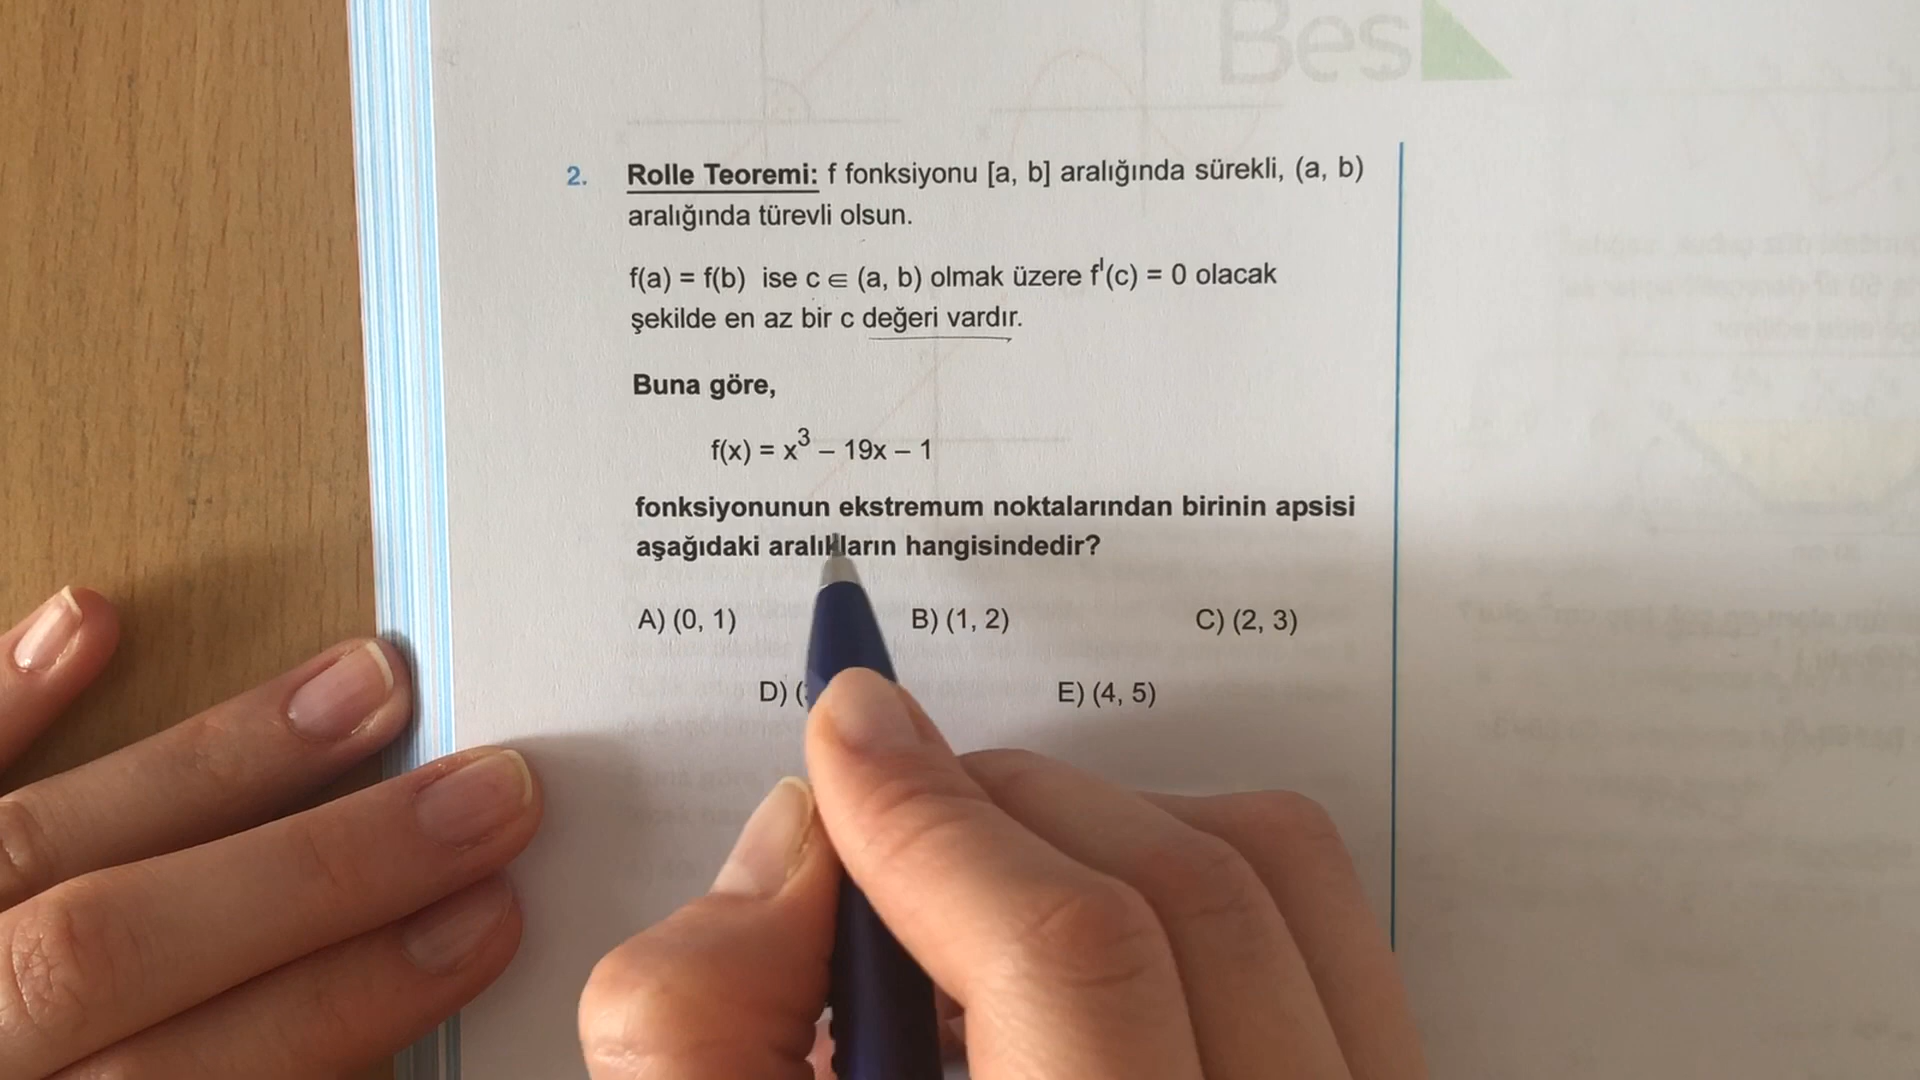 Bes
2. Rolle Teoremi: f fonksiyonu [a, b] aralığında sürekli, (a, b)
aralığında türevli olsun.
f(a) = f(b) ise c ∈ (a, b) olmak üzere f'(c) = 0 olacak
şekilde en az bir c değeri vardır.
Buna göre,
f(x) = x³ – 19x – 1
fonksiyonunun ekstremum noktalarından birinin apsisi
aşağıdaki aralıkların hangisindedir?
A) (0, 1) B) (1, 2) C) (2, 3)
D) ( E) (4, 5)